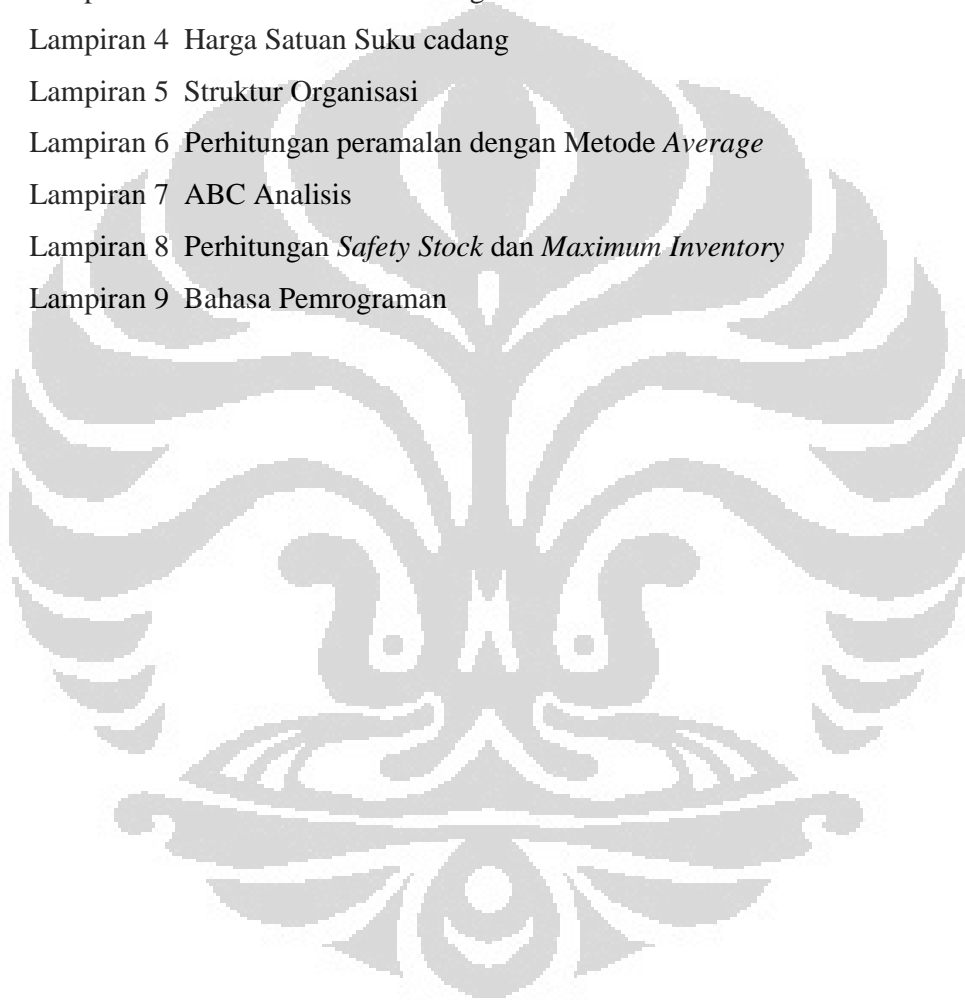 Lampiran 4 Harga Satuan Suku cadang
Lampiran 5 Struktur Organisasi
Lampiran 6 Perhitungan peramalan dengan Metode Average
Lampiran 7 ABC Analisis
Lampiran 8 Perhitungan Safety Stock dan Maximum Inventory
Lampiran 9 Bahasa Pemrograman